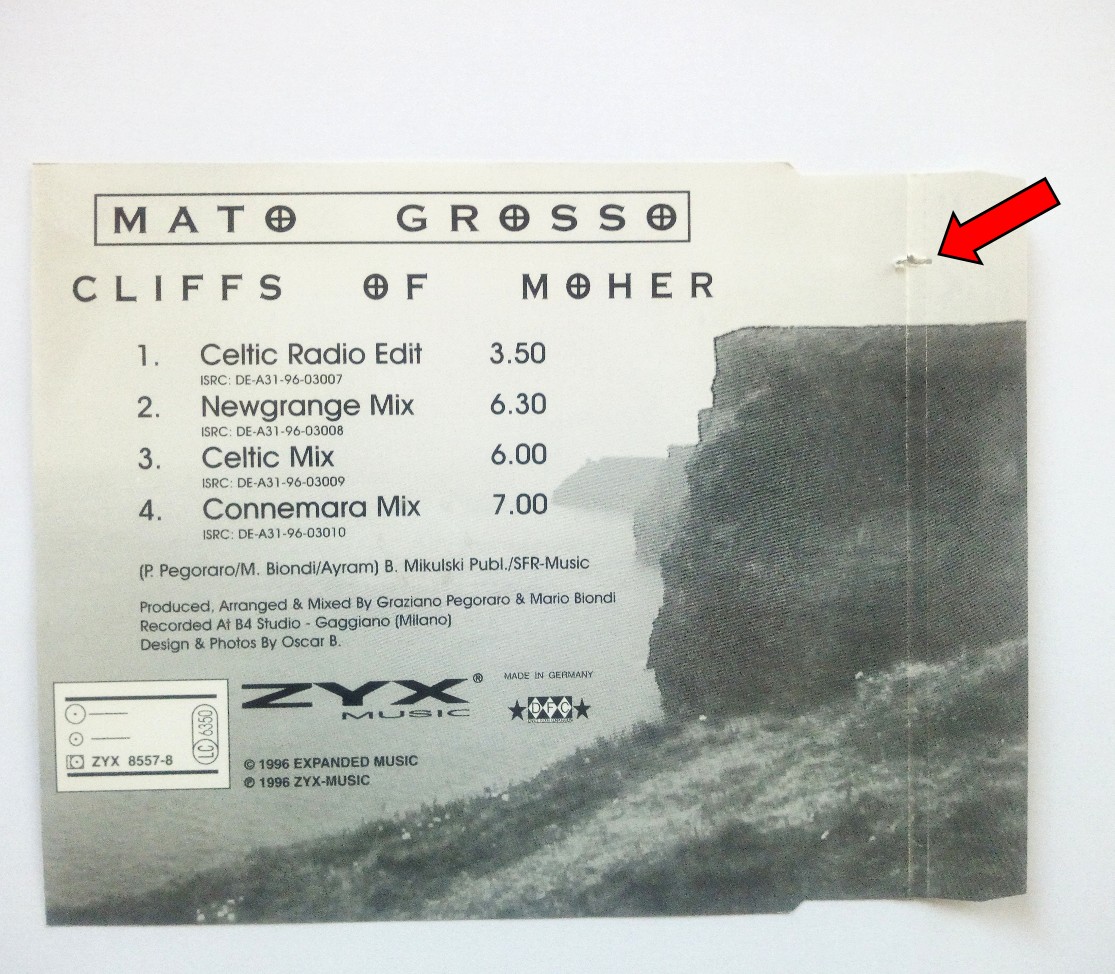 MATO GROSSO
CLIFFS OF MOHER
1. Celtic Radio Edit 3.50
ISRC: DE-A31-96-03007
2. Newgrange Mix 6.30
ISRC: DE-A31-96-03008
3. Celtic Mix 6.00
ISRC: DE-A31-96-03009
4. Connemara Mix 7.00
ISRC: DE-A31-96-03010
(P. Pegoraro/M. Biondi/Ayram) B. Mikulski Publ./SFR-Music
Produced, Arranged & Mixed By Graziano Pegoraro & Mario Biondi
Recorded At B4 Studio - Gaggiano (Milano)
Design & Photos By Oscar B.
ZYX®
MUSIC
MADE IN GERMANY
DFC
LC 6350
ZYX 8557-8
© 1996 EXPANDED MUSIC
℗ 1996 ZYX-MUSIC